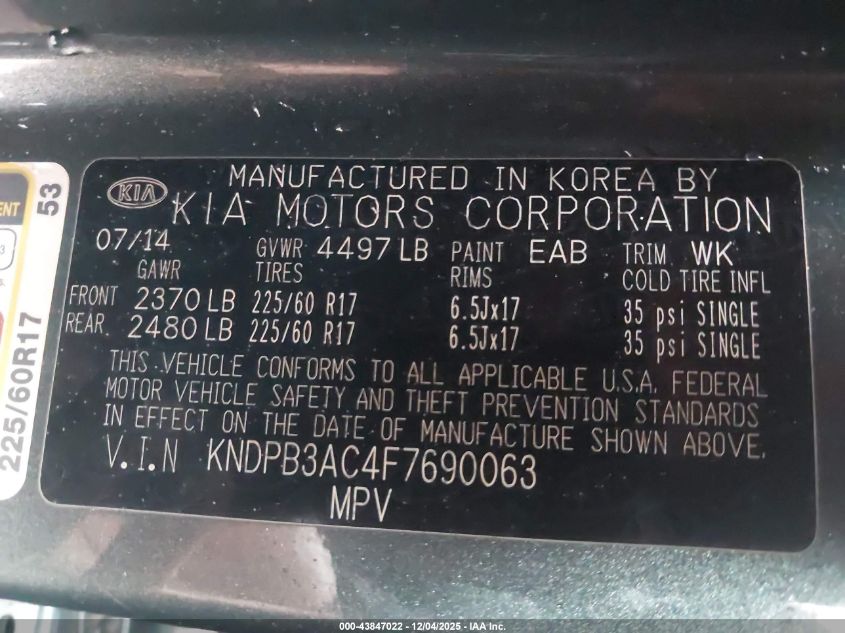 KIA
MANUFACTURED IN KOREA BY
KIA MOTORS CORPORATION
07/14 GVWR 4497 LB PAINT EAB TRIM WK
GAWR TIRES RIMS COLD TIRE INFL
FRONT 2370 LB 225/60 R17 6.5Jx17 35 psi SINGLE
REAR. 2480 LB 225/60 R17 6.5Jx17 35 psi SINGLE
THIS VEHICLE CONFORMS TO ALL APPLICABLE U.S.A. FEDERAL
MOTOR VEHICLE SAFETY AND THEFT PREVENTION STANDARDS
IN EFFECT ON THE DATE OF MANUFACTURE SHOWN ABOVE.
V.I.N KNDPB3AC4F7690063
MPV
53
225/60R17
000-43847022 - 12/04/2025 - IAA Inc.